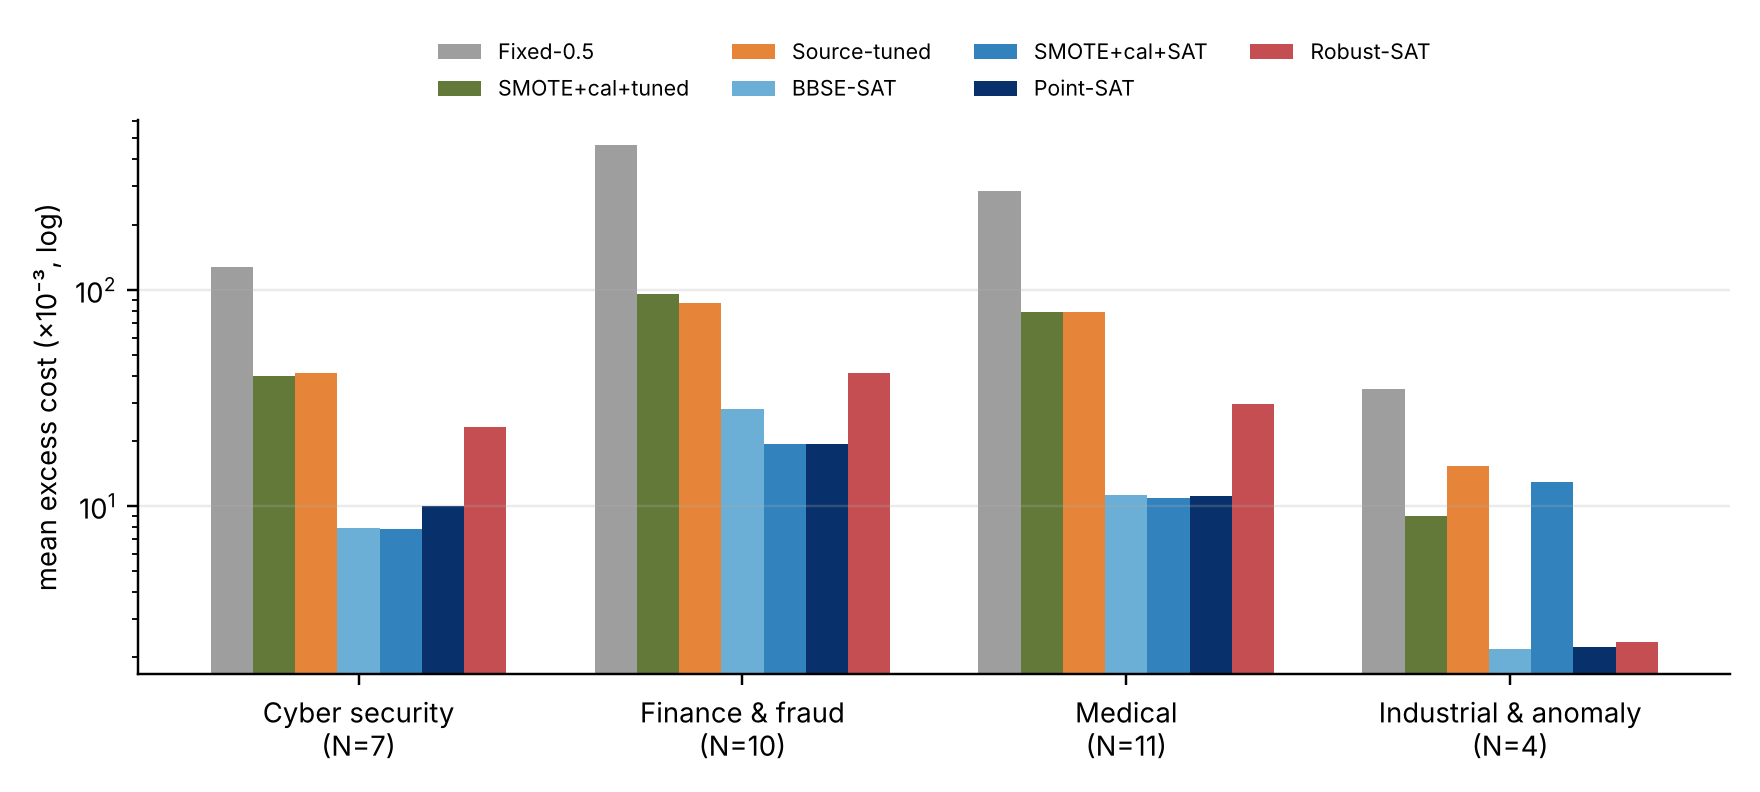 Fixed-0.5
SMOTE+cal+tuned
Source-tuned
BBSE-SAT
SMOTE+cal+SAT
Point-SAT
Robust-SAT
mean excess cost (×10⁻³, log)
10²
10¹
Cyber security
(N=7)
Finance & fraud
(N=10)
Medical
(N=11)
Industrial & anomaly
(N=4)